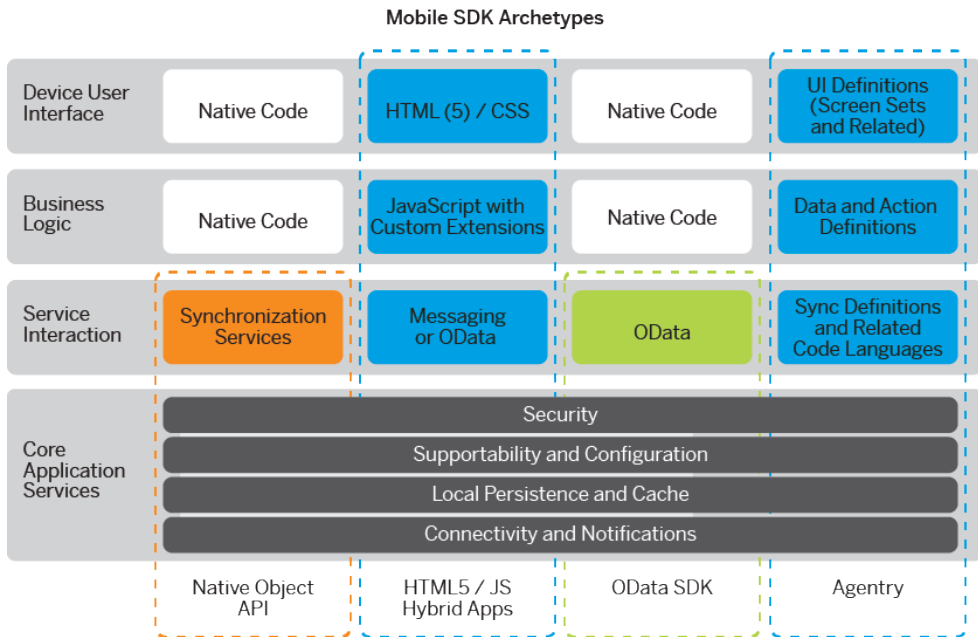 Mobile SDK Archetypes
Device User
Interface
Native Code
HTML (5) / CSS
Native Code
UI Definitions
(Screen Sets
and Related)
Business
Logic
Native Code
JavaScript with
Custom Extensions
Native Code
Data and Action
Definitions
Service
Interaction
Synchronization
Services
Messaging
or OData
OData
Sync Definitions
and Related
Code Languages
Core
Application
Services
Security
Supportability and Configuration
Local Persistence and Cache
Connectivity and Notifications
Native Object
API
HTML5 / JS
Hybrid Apps
OData SDK
Agentry